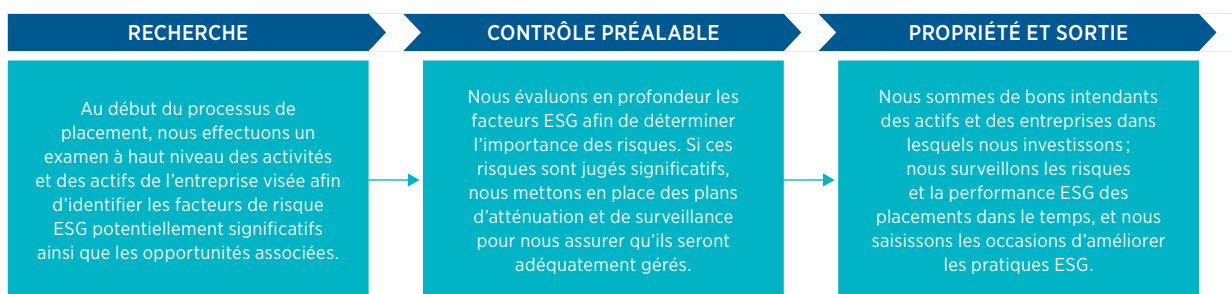 RECHERCHE
Au début du processus de
placement, nous effectuons un
examen à haut niveau des activités
et des actifs de l’entreprise visée afin
d’identifier les facteurs de risque
ESG potentiellement significatifs
ainsi que les opportunités associées.
CONTRÔLE PRÉALABLE
Nous évaluons en profondeur les
facteurs ESG afin de déterminer
l’importance des risques. Si ces
risques sont jugés significatifs,
nous mettons en place des plans
d’atténuation et de surveillance
pour nous assurer qu’ils seront
adéquatement gérés.
PROPRIÉTÉ ET SORTIE
Nous sommes de bons intendants
des actifs et des entreprises dans
lesquels nous investissons ;
nous surveillons les risques
et la performance ESG des
placements dans le temps, et nous
saisissons les occasions d’améliorer
les pratiques ESG.